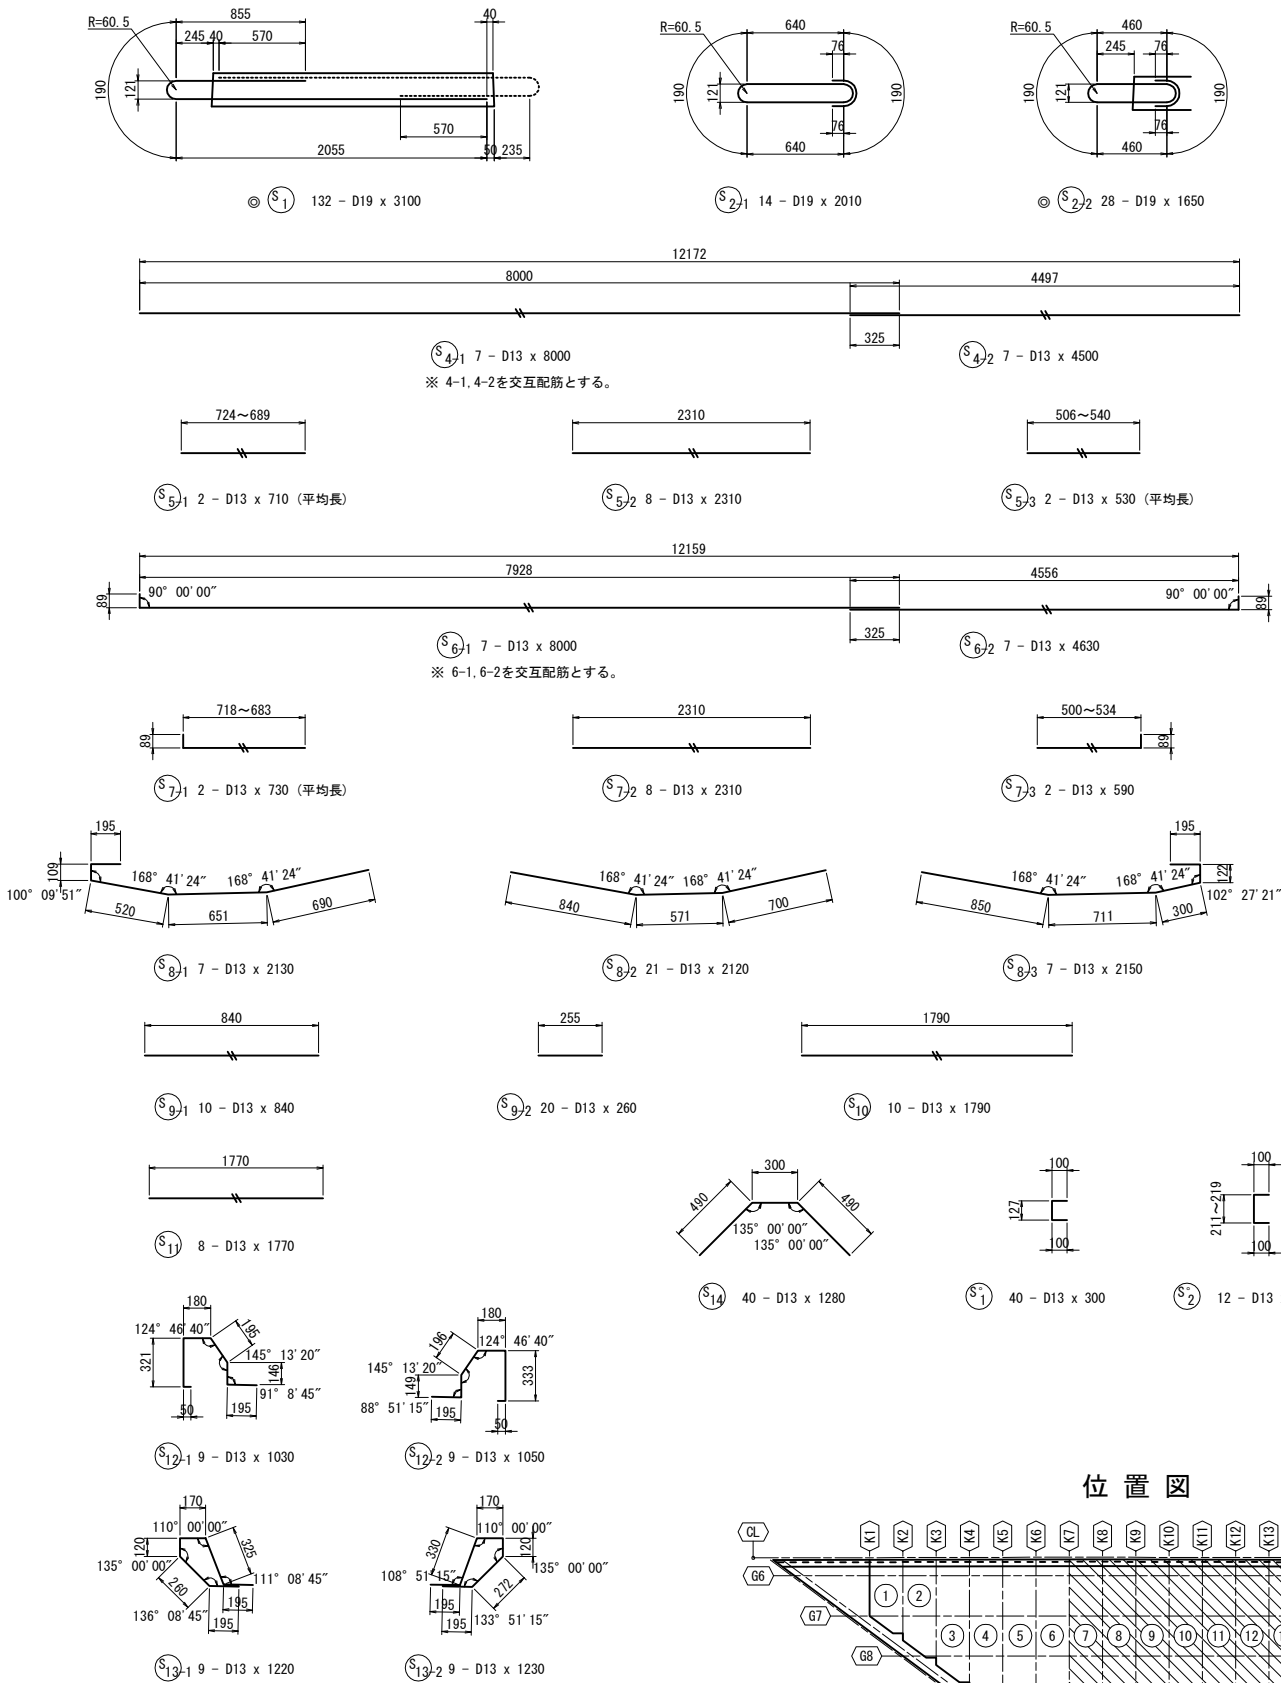 855
40
R=60.5
245 40 570
190
121
570
2055
50 235
◎ S1 132 - D19 x 3100
640
R=60.5
76
190
121
190
76
640
S2-1 14 - D19 x 2010
460
R=60.5
245
76
190
121
190
76
460
◎ S2-2 28 - D19 x 1650
12172
8000
4497
325
S4-1 7 - D13 x 8000
S4-2 7 - D13 x 4500
※ 4-1,4-2を交互配筋とする。
724～689
2310
506～540
S5-1 2 - D13 x 710 (平均長)
S5-2 8 - D13 x 2310
S5-3 2 - D13 x 530 (平均長)
12159
7928
4556
89
90° 00'00"
90° 00'00"
89
325
S6-1 7 - D13 x 8000
S6-2 7 - D13 x 4630
※ 6-1,6-2を交互配筋とする。
718～683
2310
500～534
89
89
S7-1 2 - D13 x 730 (平均長)
S7-2 8 - D13 x 2310
S7-3 2 - D13 x 590
195
109
100° 09'51"
168° 41'24"
168° 41'24"
520
651
690
S8-1 7 - D13 x 2130
168° 41'24"
168° 41'24"
840
571
700
S8-2 21 - D13 x 2120
195
122
168° 41'24"
168° 41'24"
102° 27'21"
850
711
300
S8-3 7 - D13 x 2150
840
255
1790
S9-1 10 - D13 x 840
S9-2 20 - D13 x 260
S10 10 - D13 x 1790
1770
S11 8 - D13 x 1770
300
490
490
135° 00'00"
135° 00'00"
S14 40 - D13 x 1280
100
127
100
S°1 40 - D13 x 300
100
211～219
100
S°2 12 - D13
180
124° 46'40"
195
321
145° 13'20"
146
91° 8'45"
50
195
S12-1 9 - D13 x 1030
180
196
124° 46'40"
145° 13'20"
149
333
88° 51'15"
195
50
S12-2 9 - D13 x 1050
170
110° 00'00"
120
325
135° 00'00"
111° 08'45"
260
195
136° 08'45"
195
S13-1 9 - D13 x 1220
170
110° 00'00"
330
120
135° 00'00"
108° 51'15"
272
195
195
133° 51'15"
S13-2 9 - D13 x 1230
位置図
CL
K1 K2 K3 K4 K5 K6 K7 K8 K9 K10 K11 K12 K13
G6
1 2
G7
3 4 5 6 7 8 9 10 11 12
G8